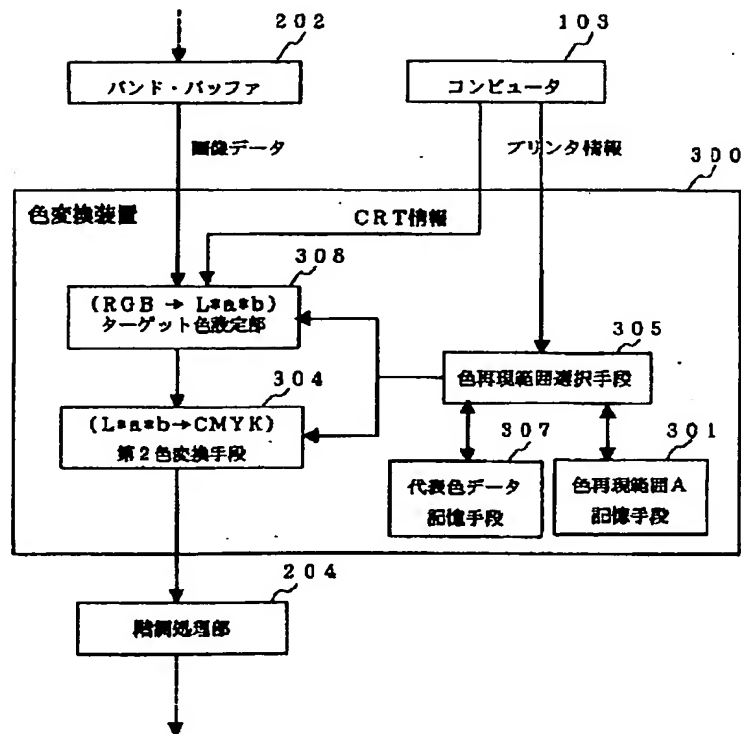 202
103
バンド・バッファ
コンピュータ
画像データ
プリンタ情報
300
色変換装置
CRT情報
308
(RGB → L*a*b)
ターゲット色設定部
305
色再現範囲選択手段
304
(L*a*b→CMYK)
第2色変換手段
307
301
代表色データ
記憶手段
色再現範囲A
記憶手段
204
階調処理部